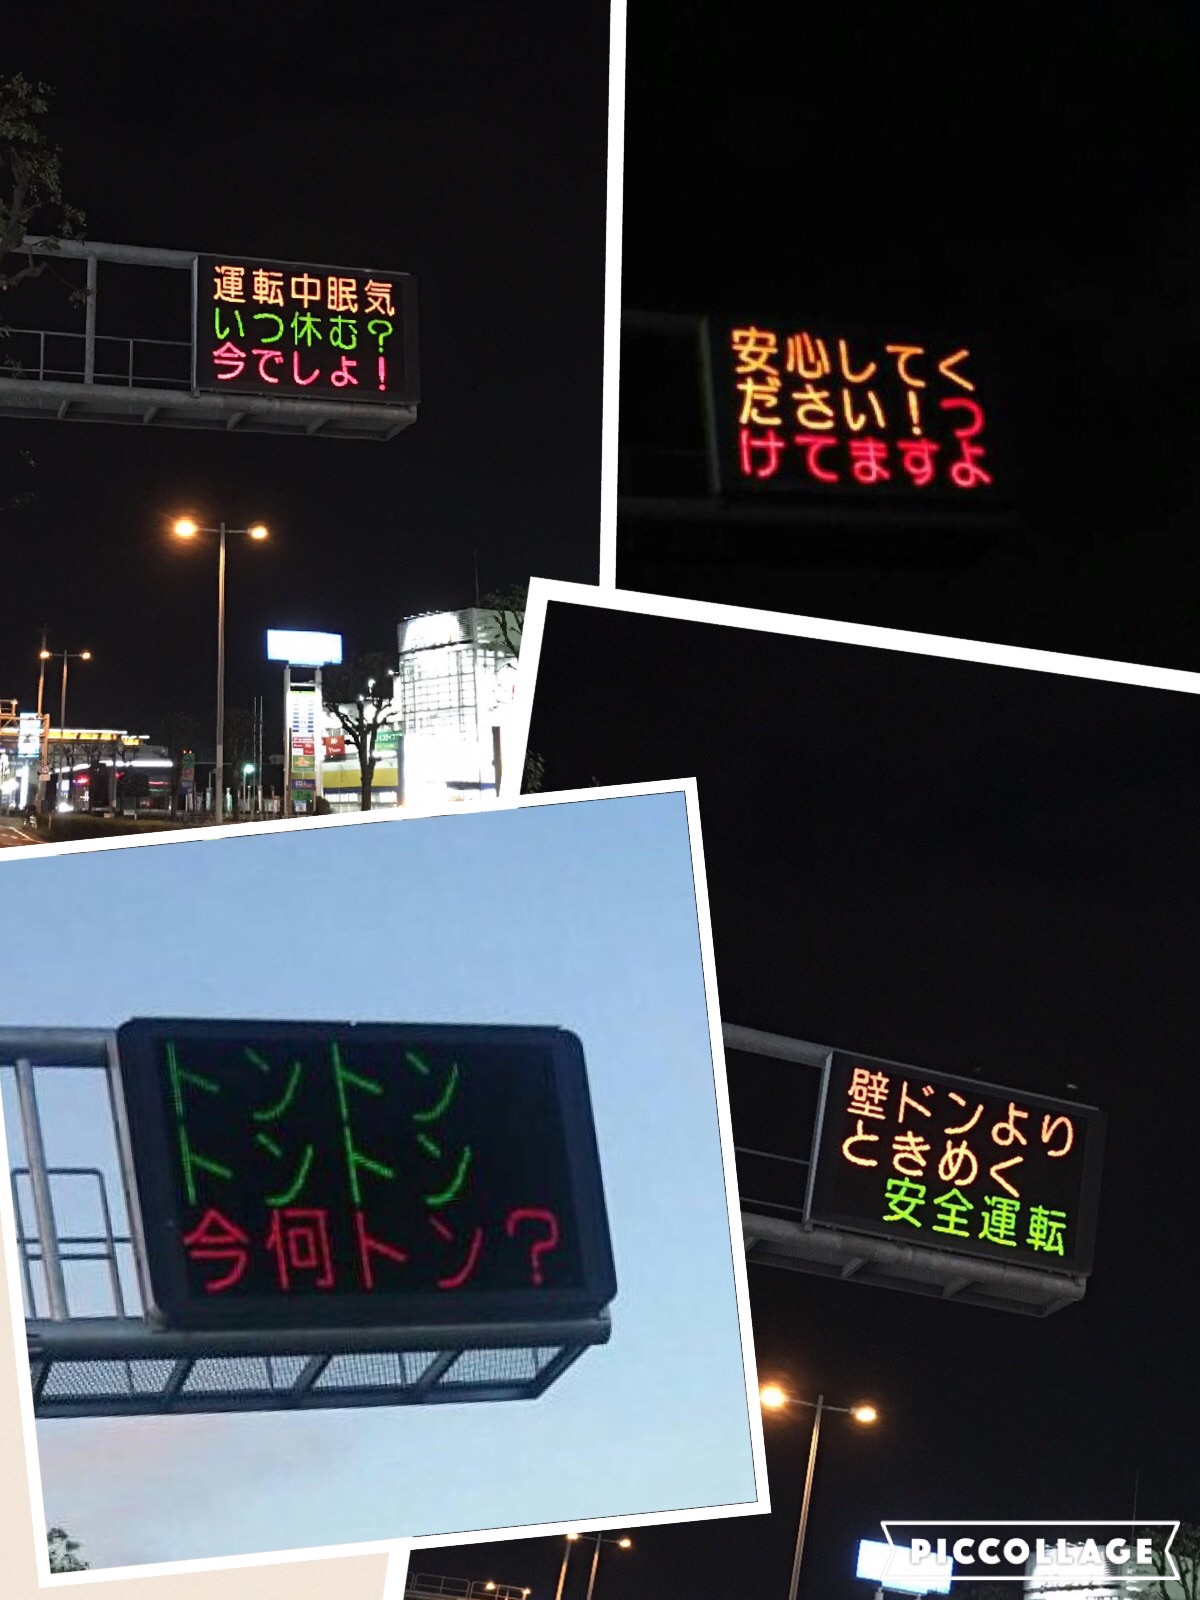 運転中眠気
いつ休む？
今でしょ！
安心してく
ださい！つ
けてますよ
トントン
トントン
今何トン？
壁ドンより
ときめく
安全運転
PICCOLLAGE